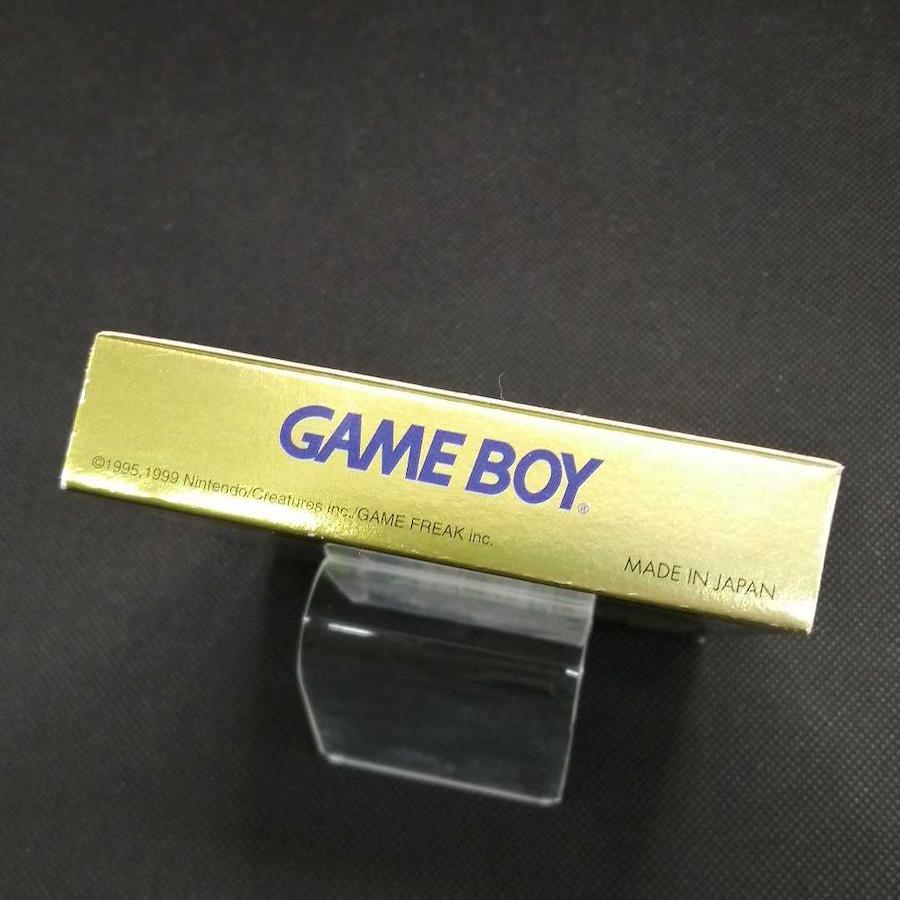 GAME BOY®
©1995,1999 Nintendo/Creatures inc./GAME FREAK inc.
MADE IN JAPAN